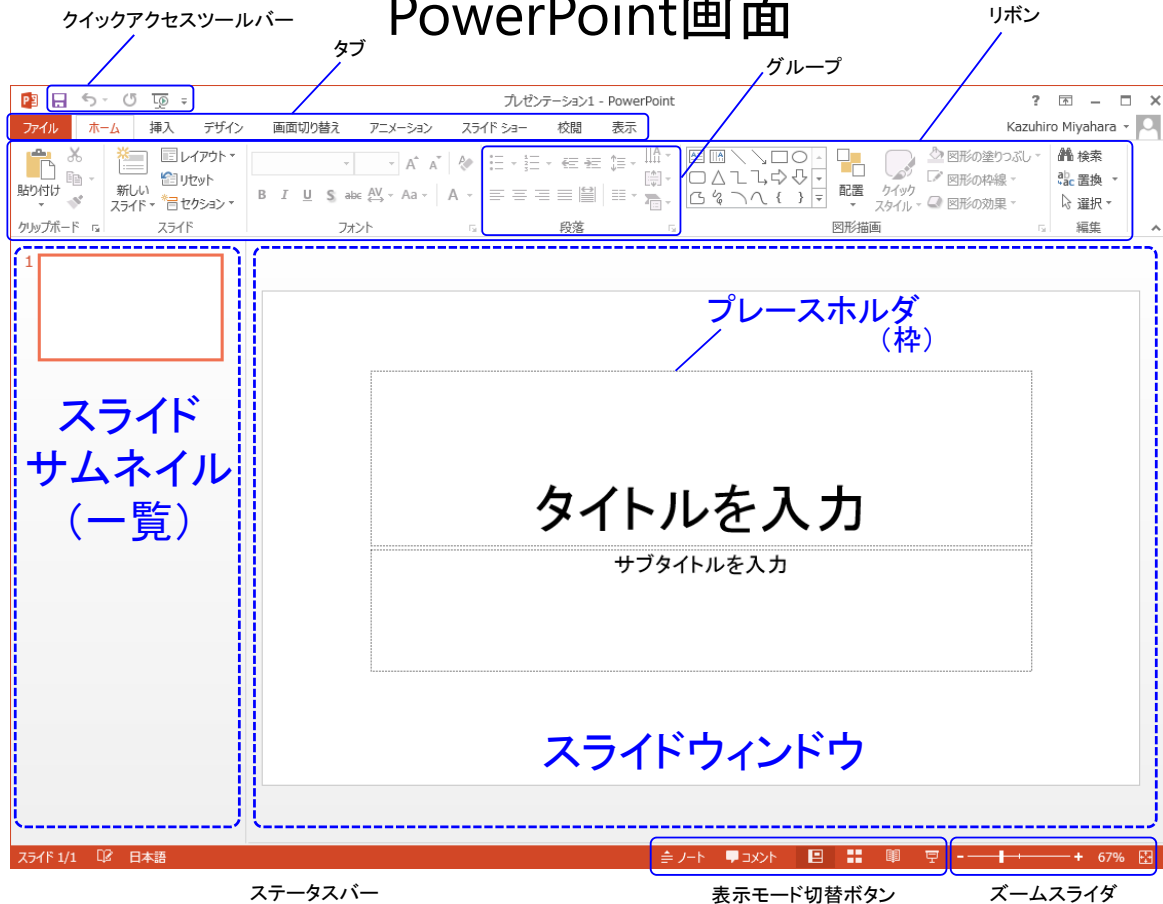 PowerPoint画面
クイックアクセスツールバー
リボン
タブ
グループ
プレゼンテーション1 - PowerPoint
?
ファイル
ホーム
挿入
デザイン
画面切り替え
アニメーション
スライド ショー
校閲
表示
Kazuhiro Miyahara
貼り付け
クリップボード
新しい
スライド
レイアウト
リセット
セクション
スライド
B I U S abc AV Aa A
フォント
段落
配置
クイック
スタイル
図形の塗りつぶし
図形の枠線
図形の効果
図形描画
検索
置換
選択
編集
1
スライド
サムネイル
（一覧）
プレースホルダ
（枠）
タイトルを入力
サブタイトルを入力
スライドウィンドウ
スライド 1/1
日本語
ノート
コメント
67%
ステータスバー
表示モード切替ボタン
ズームスライダ